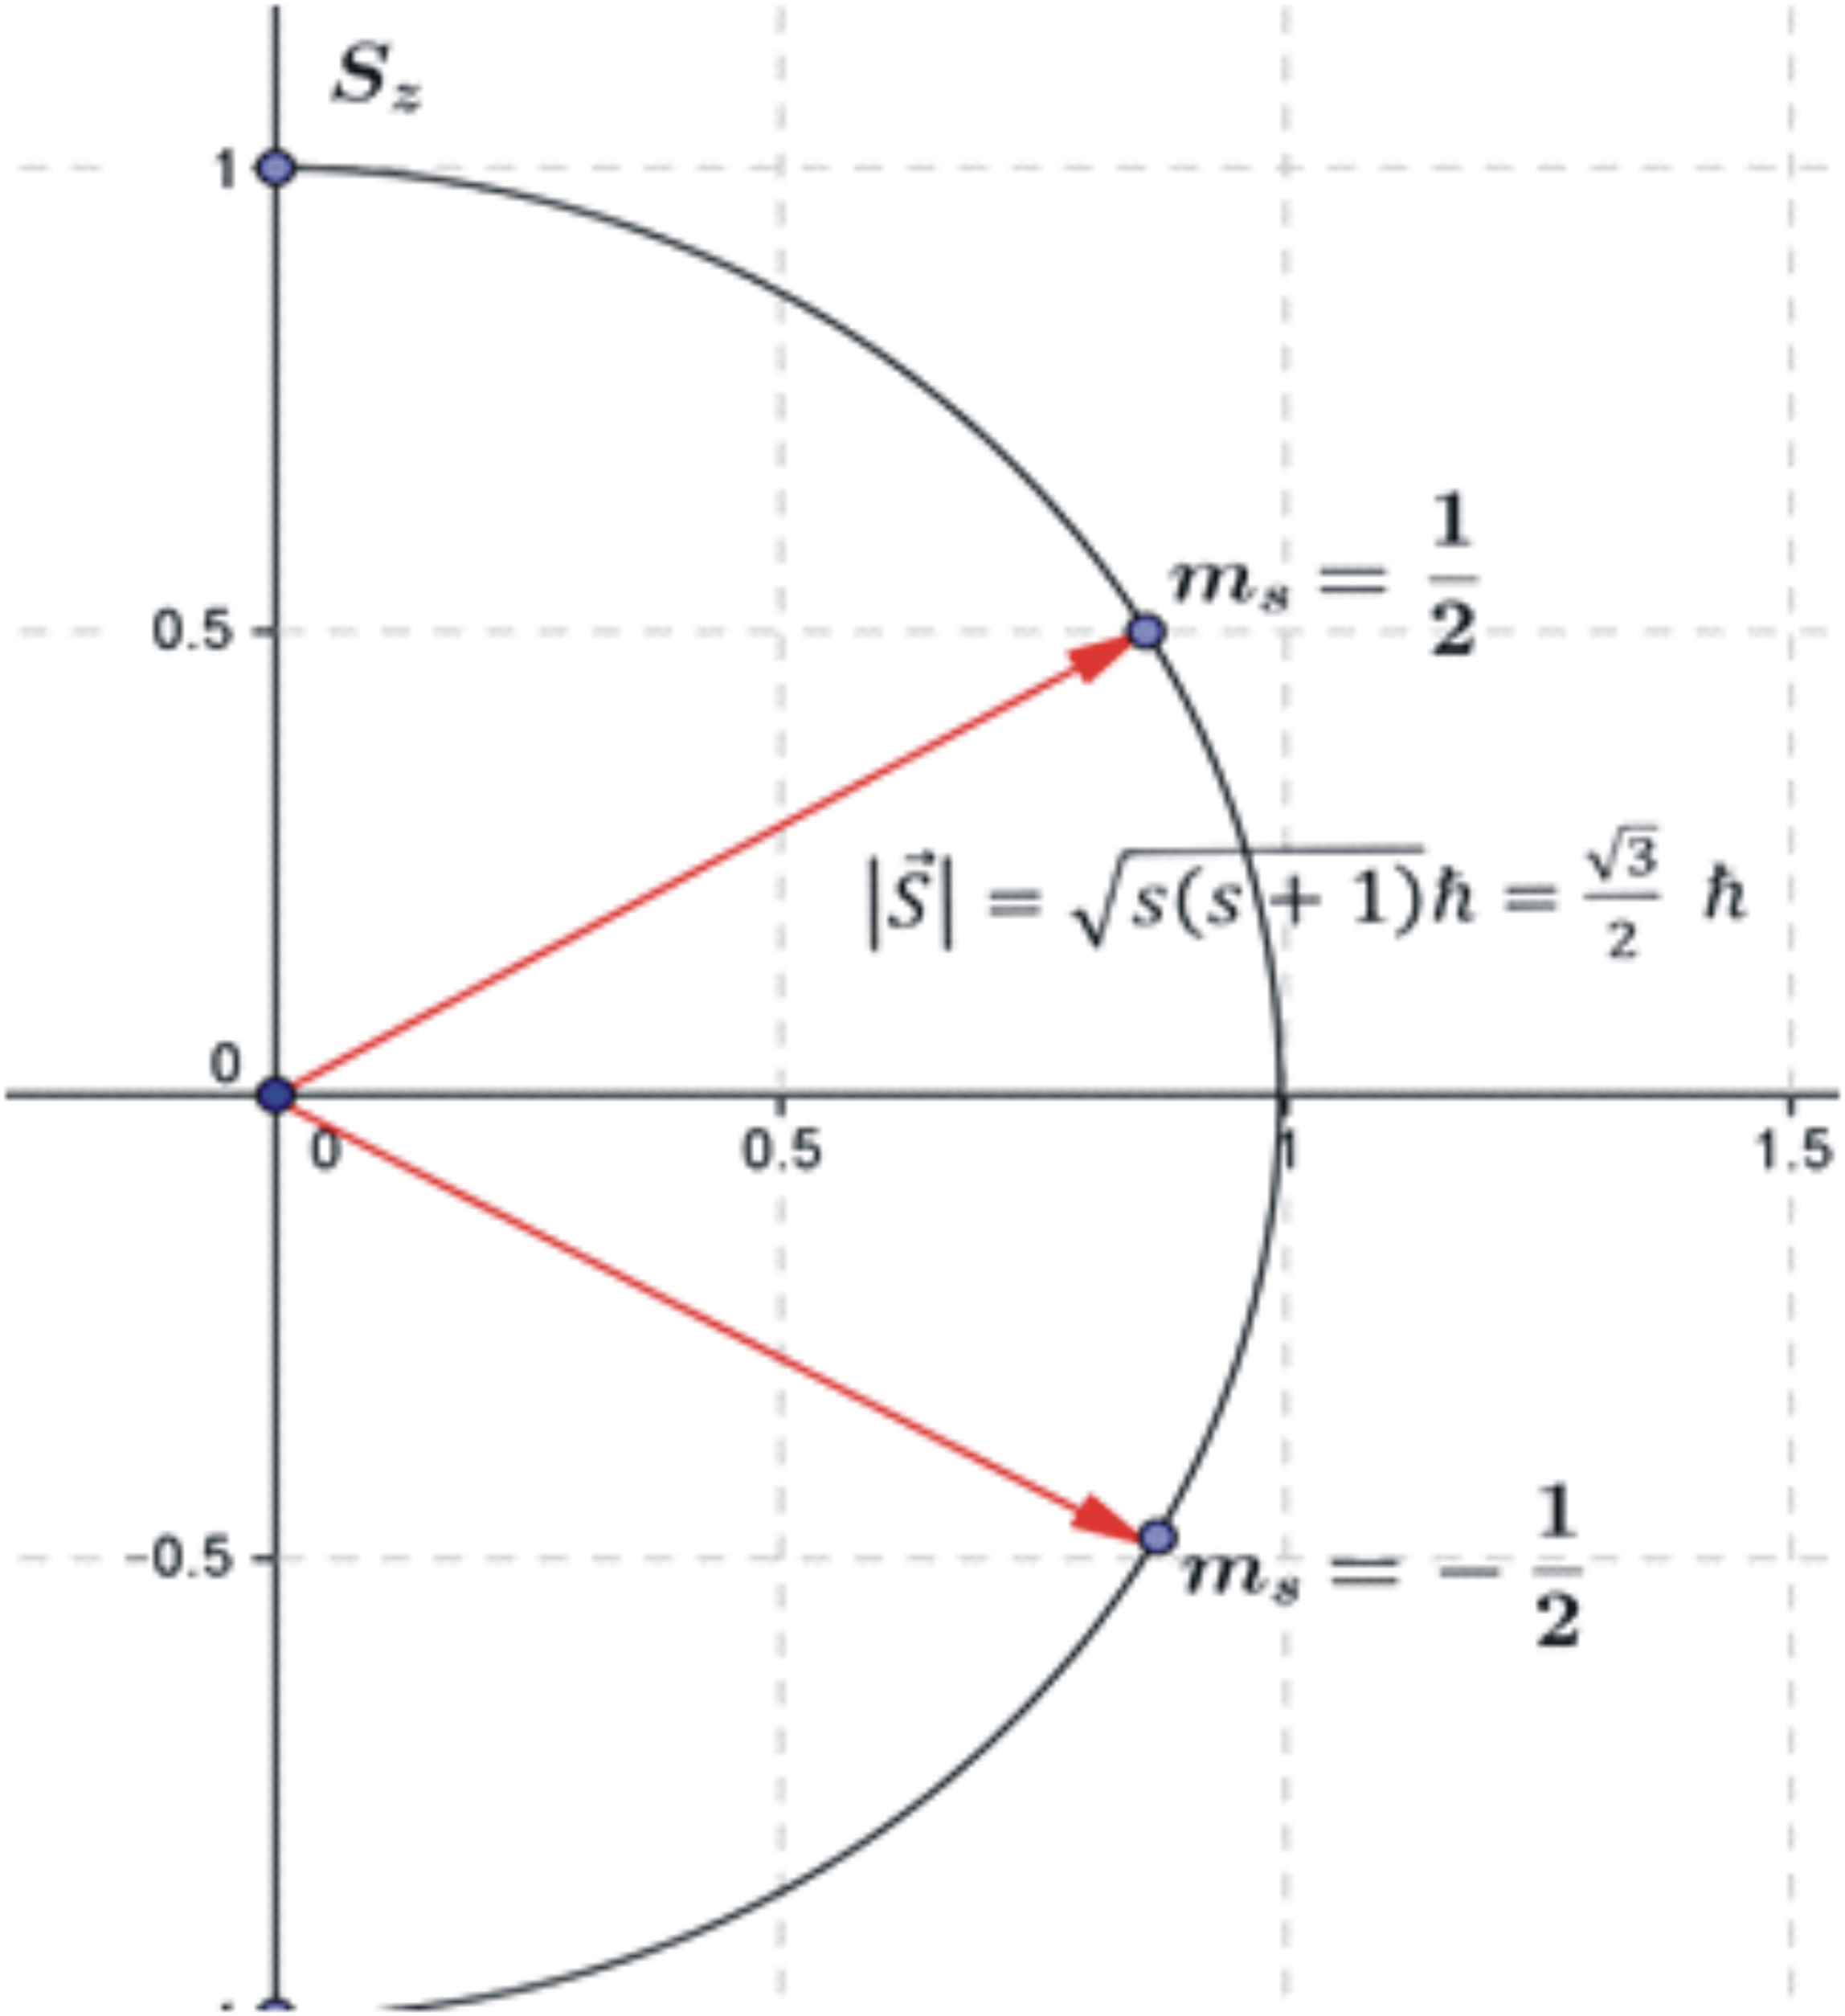 S_z
1
m_s = 1/2
0.5
|S⃗| = √(s(s + 1))ħ = √3/2 ħ
0
0 0.5 1 1.5
-0.5
m_s = - 1/2